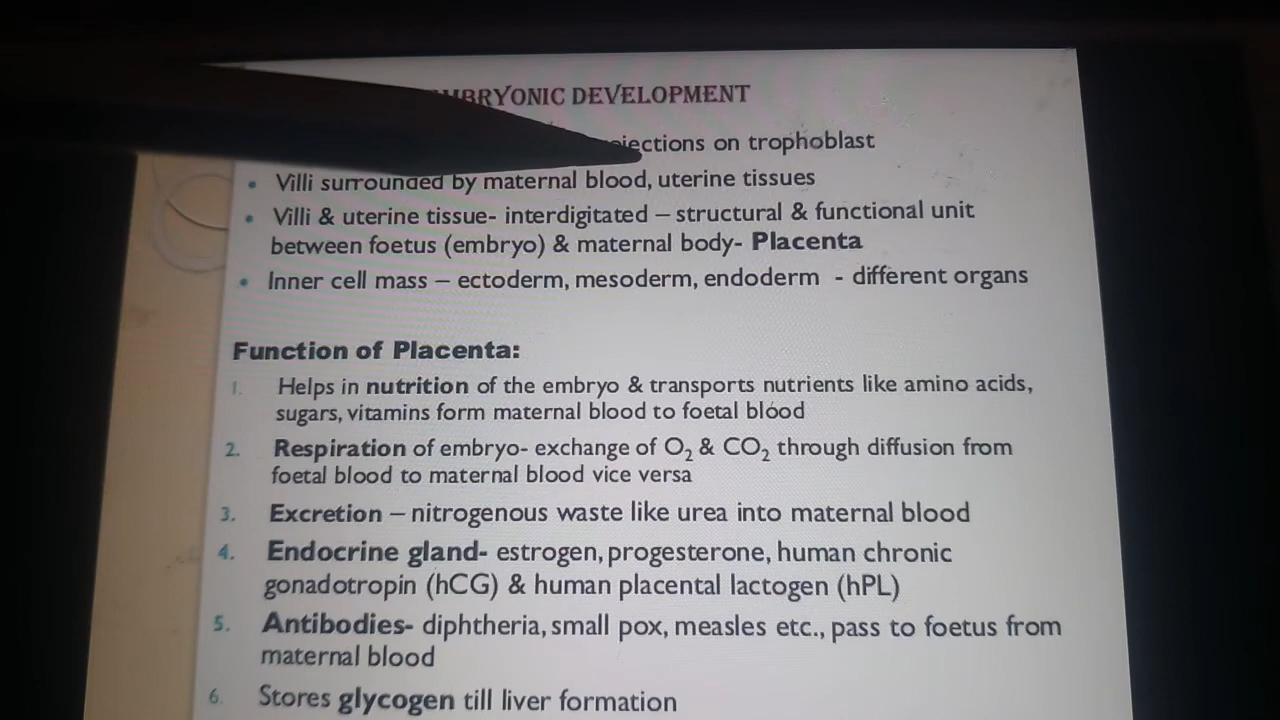 DEVELOPMENT
on trophoblast
• Villi surrounded by maternal blood, uterine tissues
• Villi & uterine tissue- interdigitated – structural & functional unit
between foetus (embryo) & maternal body- Placenta
• Inner cell mass – ectoderm, mesoderm, endoderm - different organs
Function of Placenta:
1. Helps in nutrition of the embryo & transports nutrients like amino acids,
sugars, vitamins form maternal blood to foetal blood
2. Respiration of embryo- exchange of O₂ & CO₂ through diffusion from
foetal blood to maternal blood vice versa
3. Excretion – nitrogenous waste like urea into maternal blood
4. Endocrine gland- estrogen, progesterone, human chronic
gonadotropin (hCG) & human placental lactogen (hPL)
5. Antibodies- diphtheria, small pox, measles etc., pass to foetus from
maternal blood
6. Stores glycogen till liver formation